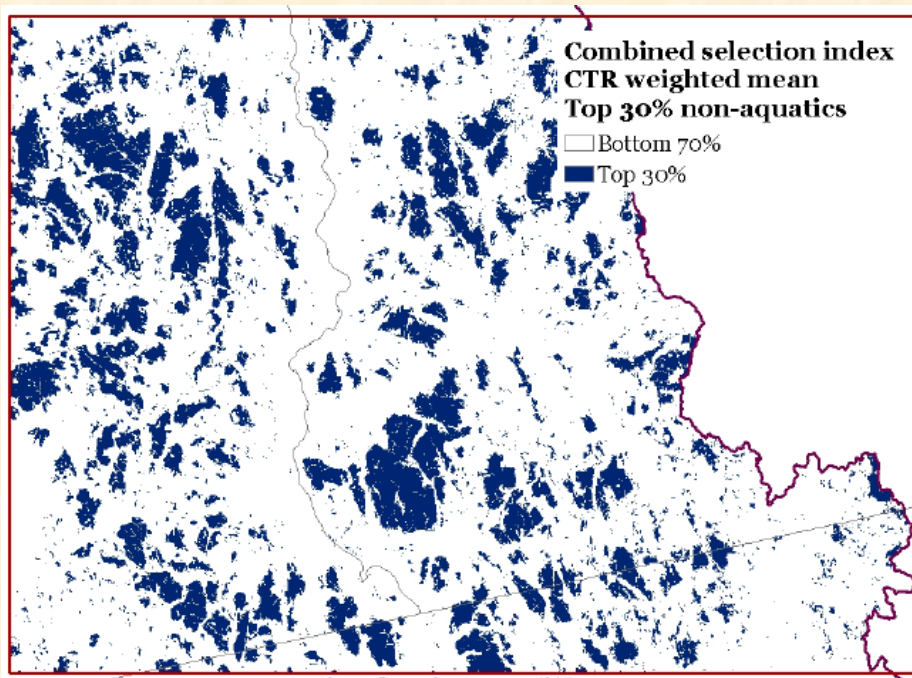 Combined selection index
CTR weighted mean
Top 30% non-aquatics
Bottom 70%
Top 30%